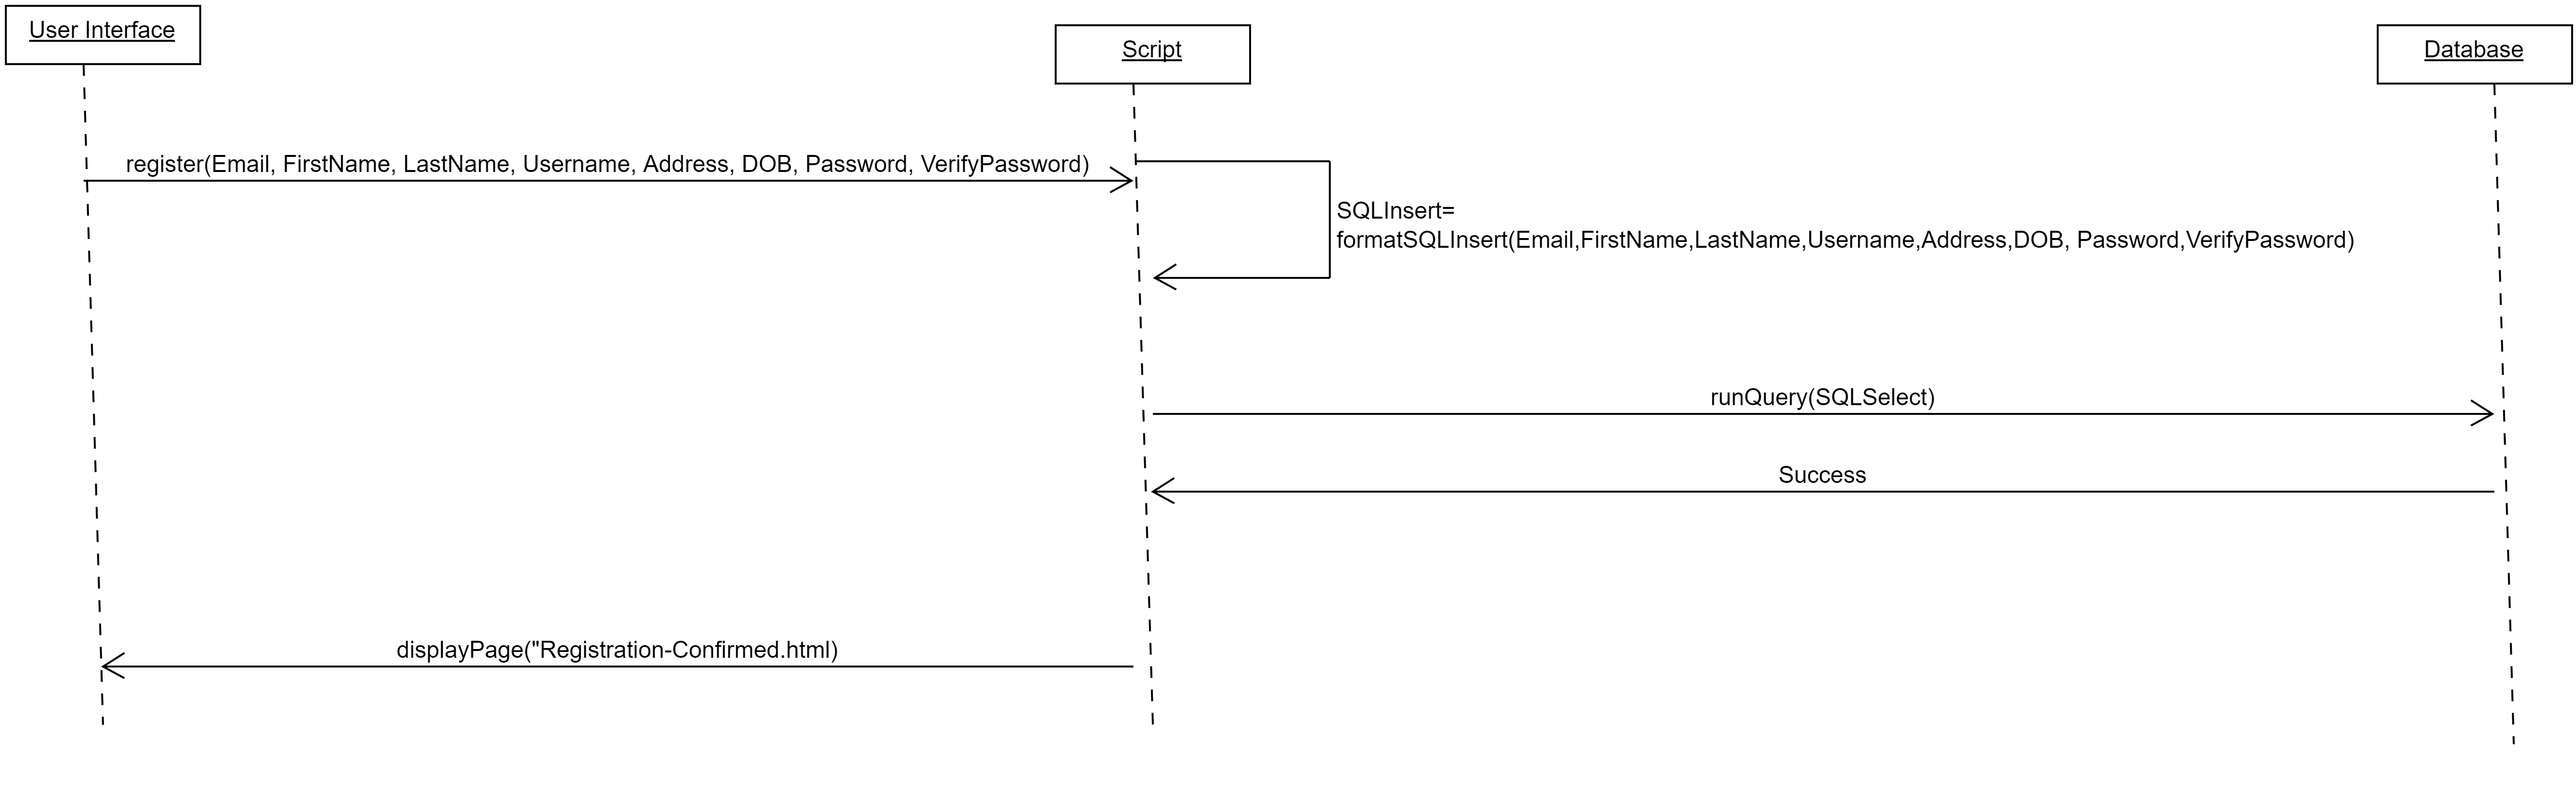 User Interface
Script
Database
register(Email, FirstName, LastName, Username, Address, DOB, Password, VerifyPassword)
SQLInsert=
formatSQLInsert(Email,FirstName,LastName,Username,Address,DOB, Password,VerifyPassword)
runQuery(SQLSelect)
Success
displayPage("Registration-Confirmed.html)